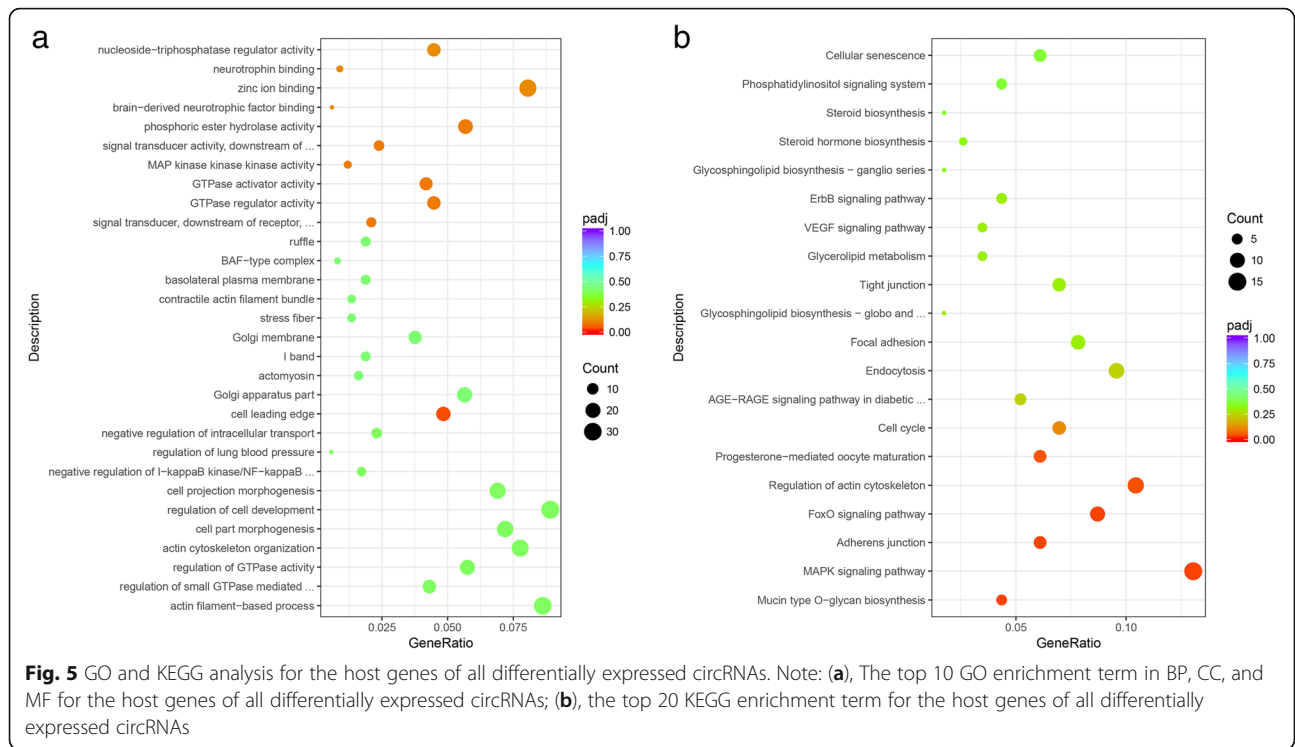 a
nucleoside−triphosphatase regulator activity
neurotrophin binding
zinc ion binding
brain−derived neurotrophic factor binding
phosphoric ester hydrolase activity
signal transducer activity, downstream of ...
MAP kinase kinase kinase activity
GTPase activator activity
GTPase regulator activity
signal transducer, downstream of receptor, ...
ruffle
BAF−type complex
basolateral plasma membrane
contractile actin filament bundle
stress fiber
Golgi membrane
I band
actomyosin
Golgi apparatus part
cell leading edge
negative regulation of intracellular transport
regulation of lung blood pressure
negative regulation of I−kappaB kinase/NF−kappaB ...
cell projection morphogenesis
regulation of cell development
cell part morphogenesis
actin cytoskeleton organization
regulation of GTPase activity
regulation of small GTPase mediated ...
actin filament−based process
Description
0.025 0.050 0.075
GeneRatio
padj
1.00
0.75
0.50
0.25
0.00
Count
10
20
30
b
Cellular senescence
Phosphatidylinositol signaling system
Steroid biosynthesis
Steroid hormone biosynthesis
Glycosphingolipid biosynthesis − ganglio series
ErbB signaling pathway
VEGF signaling pathway
Glycerolipid metabolism
Tight junction
Glycosphingolipid biosynthesis − globo and ...
Focal adhesion
Endocytosis
AGE−RAGE signaling pathway in diabetic ...
Cell cycle
Progesterone−mediated oocyte maturation
Regulation of actin cytoskeleton
FoxO signaling pathway
Adherens junction
MAPK signaling pathway
Mucin type O−glycan biosynthesis
Description
0.05 0.10
GeneRatio
Count
5
10
15
padj
1.00
0.75
0.50
0.25
0.00
Fig. 5 GO and KEGG analysis for the host genes of all differentially expressed circRNAs. Note: (a), The top 10 GO enrichment term in BP, CC, and
MF for the host genes of all differentially expressed circRNAs; (b), the top 20 KEGG enrichment term for the host genes of all differentially
expressed circRNAs